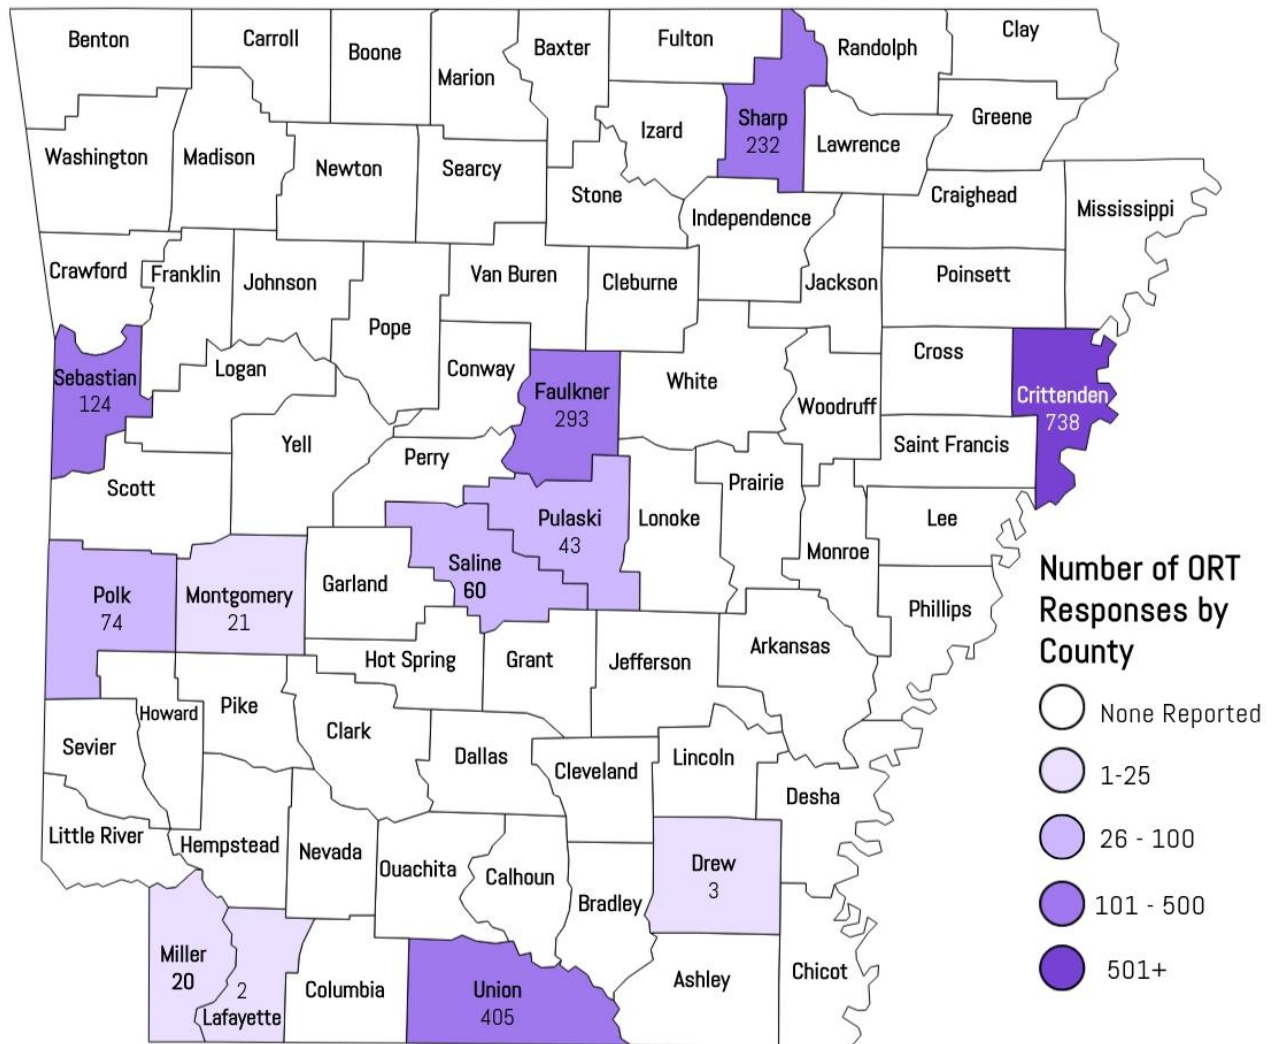 Benton
Carroll
Boone
Marion
Baxter
Fulton
Randolph
Clay
Sharp
232
Izard
Lawrence
Greene
Washington
Madison
Newton
Searcy
Stone
Independence
Craighead
Mississippi
Crawford
Franklin
Johnson
Van Buren
Cleburne
Jackson
Poinsett
Pope
Logan
Conway
White
Cross
Crittenden
738
Sebastian
124
Faulkner
293
Woodruff
Yell
Perry
Saint Francis
Scott
Prairie
Pulaski
43
Lonoke
Lee
Monroe
Saline
60
Garland
Polk
74
Montgomery
21
Phillips
Hot Spring
Grant
Jefferson
Arkansas
Howard
Pike
Clark
Sevier
Dallas
Cleveland
Lincoln
Desha
Little River
Hempstead
Nevada
Ouachita
Calhoun
Bradley
Drew
3
Miller
20
2
Lafayette
Columbia
Union
405
Ashley
Chicot
Number of ORT
Responses by
County
None Reported
1-25
26 - 100
101 - 500
501+